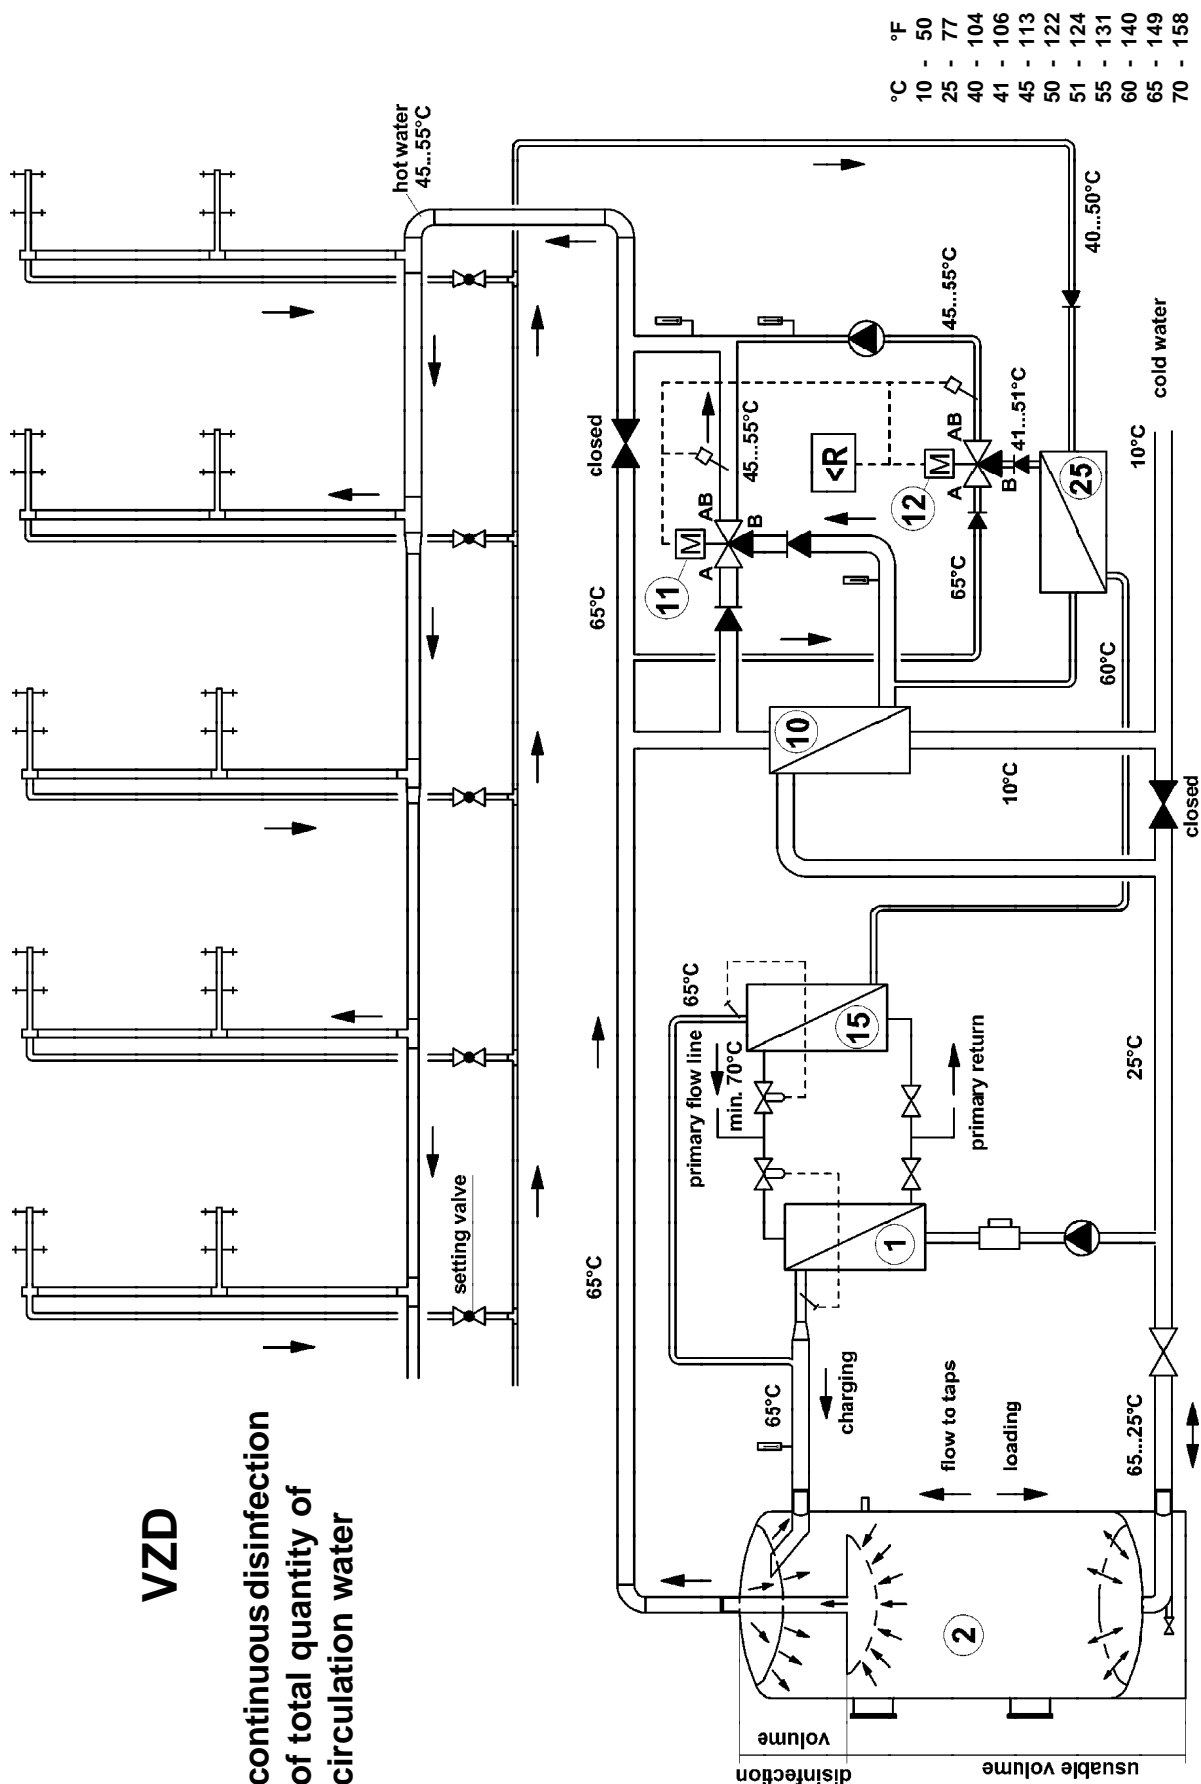 VZD
continuous disinfection
of total quantity of
circulation water
hot water
45...55°C
setting valve
65°C
65°C
closed
11
M
A
AB
B
45...55°C
<R
12
M
A
AB
B
45...55°C
41...51°C
65°C
25
40...50°C
60°C
10
10°C
10°C
cold water
closed
65°C
15
primary flow line
min. 70°C
primary return
1
25°C
65°C
charging
flow to taps
loading
65...25°C
2
disinfection
volume
usuable volume
°C °F
10 - 50
25 - 77
40 - 104
41 - 106
45 - 113
50 - 122
51 - 124
55 - 131
60 - 140
65 - 149
70 - 158